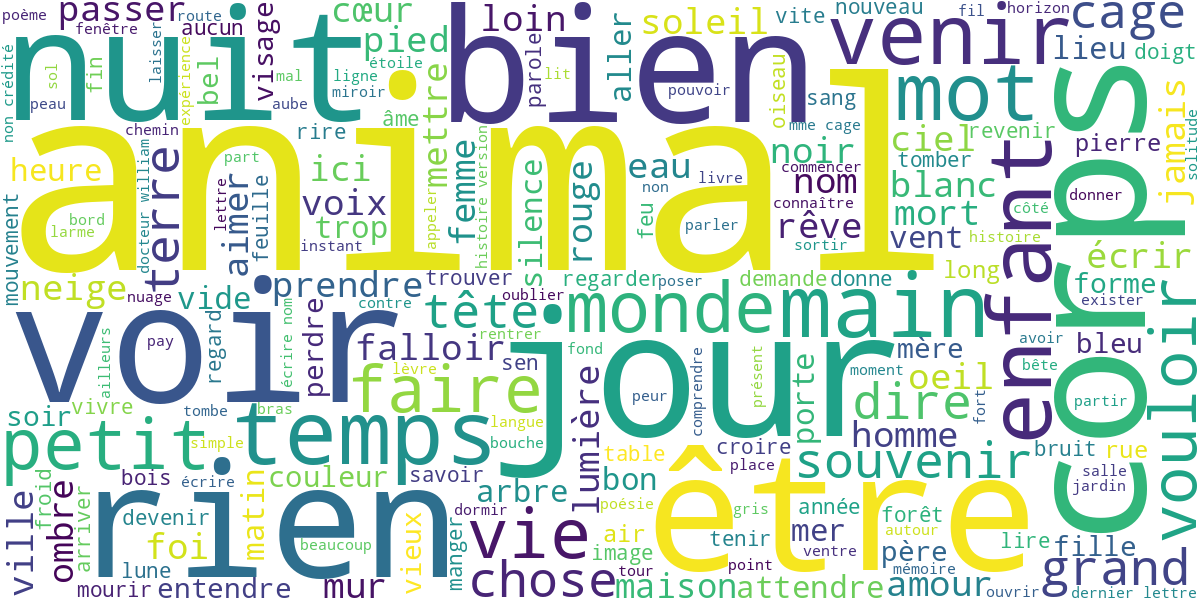 poème
passer
route
cœur
loin
aller
soleil
vite
nouveau
fil
horizon
cage
fenêtre
aucun
visage
pied
parole
venir
lieu
doigt
non crédité
nuit
laisser
expérience
bel
mal
ligne
étoile
miroir
bien
lit
pouvoir
oiseau
sang
mot
corps
jamais
solitude
sol
fin
peau
aube
âme
mettre
animal
mme cage
ciel
revenir
tomber
pierre
chemin
rire
heure
terre
docteur william
part
ici
femme
histoire version
silence
rouge
eau
non
livre
noir
commencer
nom
connaître
blanc
mort
enfants
donner
côté
mouvement
bord
larme
lettre
aimer
feuille
voix
trop
instant
appeler
feu
parler
rêve
sortir
vent
histoire
écrir
neige
nuage
vide
prendre
trouver
oublier
regarder
poser
demande
donne
long
forme
exister
voir
pay
ailleurs
regard
écrire nom
perdre
contre
tête
rentrer
monde
main
avoir
bleu
vouloir
falloir
sen
jour
fond
mère
moment
bête
soir
vivre
tombe
bras
faire
lèvre
langue
bouche
lumière
peur
comprendre
présent
porte
oeil
dire
fort
partir
petit
simple
temps
table
croire
place
souvenir
homme
bruit
rue
salle
jardin
froid
bois
écrire
couleur
savoir
arbre
bon
poésie
être
gris
année
forêt
autour
lire
fille
ville
ombre
arriver
rien
devenir
foi
matin
beaucoup
vieux
manger
dormir
vie
air
image
tenir
mer
ventre
père
mémoire
grand
lune
mourir
entendre
mur
chose
tour
maison
point
attendre
amour
ouvrir
dernier lettre